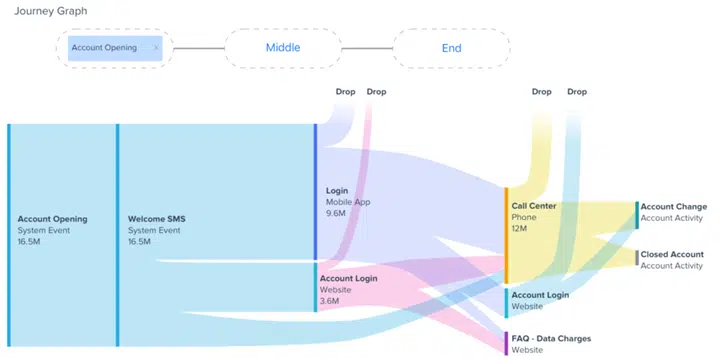 Journey Graph
Account Opening ×
Middle
End
Drop
Drop
Drop
Drop
Account Opening
System Event
16.5M
Welcome SMS
System Event
16.5M
Login
Mobile App
9.6M
Account Login
Website
3.6M
Call Center
Phone
12M
Account Login
Website
FAQ - Data Charges
Website
Account Change
Account Activity
Closed Account
Account Activity